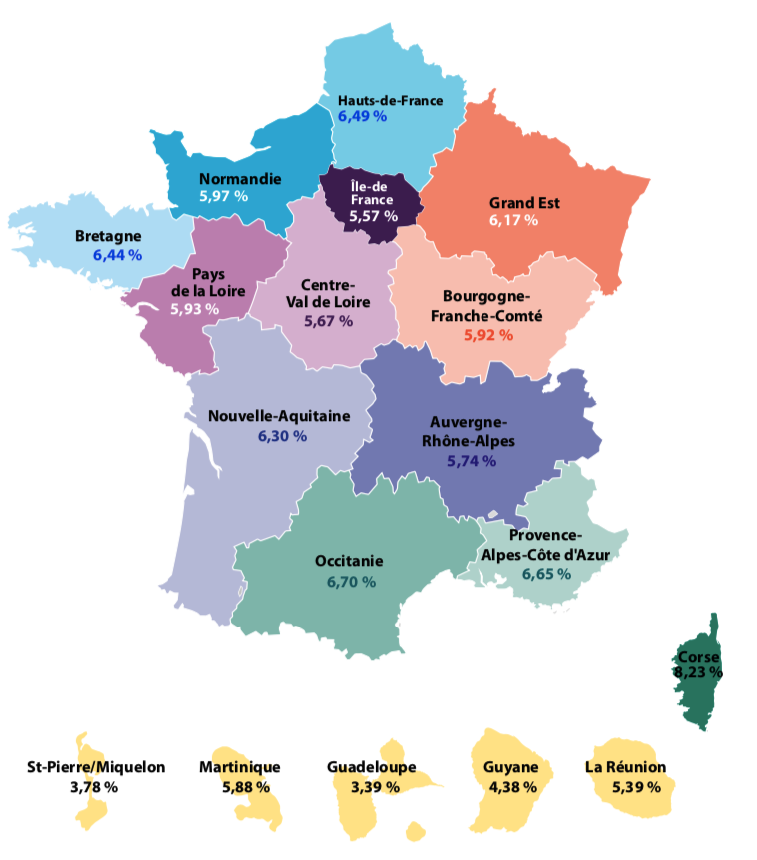 Hauts-de-France
6,49 %
Normandie
5,97 %
Île-de
France
5,57 %
Grand Est
6,17 %
Bretagne
6,44 %
Pays
de la Loire
5,93 %
Centre-
Val de Loire
5,67 %
Bourgogne-
Franche-Comté
5,92 %
Nouvelle-Aquitaine
6,30 %
Auvergne-
Rhône-Alpes
5,74 %
Occitanie
6,70 %
Provence-
Alpes-Côte d'Azur
6,65 %
Corse
8,23 %
St-Pierre/Miquelon
3,78 %
Martinique
5,88 %
Guadeloupe
3,39 %
Guyane
4,38 %
La Réunion
5,39 %